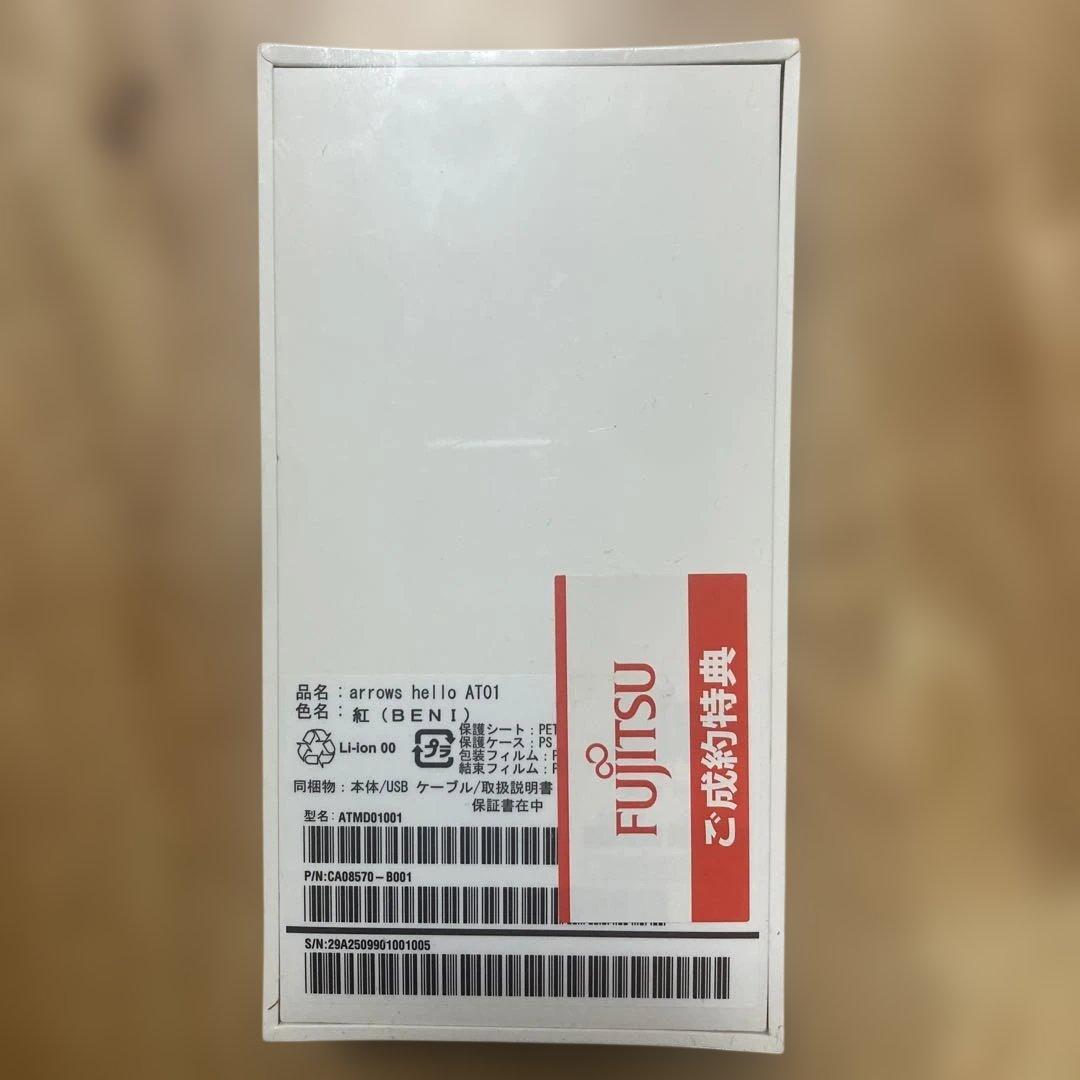 品名：arrows hello AT01
色名：紅（ＢＥＮＩ）
Li-ion 00
プラ
保護シート：PET
保護ケース：PS
包装フィルム：P
結束フィルム：P
同梱物：本体/USB ケーブル/取扱説明書
保証書在中
型名：ATMD01001
P/N:CA08570-B001
S/N:29A2509901001005
FUJITSU
ご成約特典